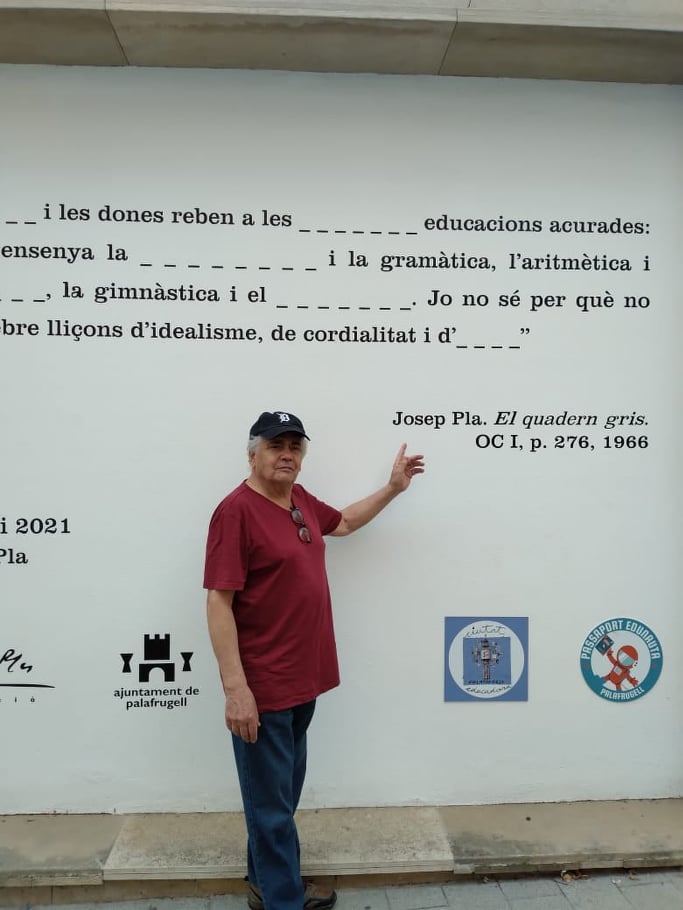 _ _ i les dones reben a les _ _ _ _ _ _ _ educacions acurades:
ensenya la _ _ _ _ _ _ _ _ i la gramàtica, l'aritmètica i
_ _ _, la gimnàstica i el _ _ _ _ _ _ _. Jo no sé per què no
bre lliçons d'idealisme, de cordialitat i d'_ _ _ _”
Josep Pla. El quadern gris.
OC I, p. 276, 1966
i 2021
Pla
ajuntament de
palafrugell
ciutat
educadora
PASSAPORT EDUNAUTA
PALAFRUGELL